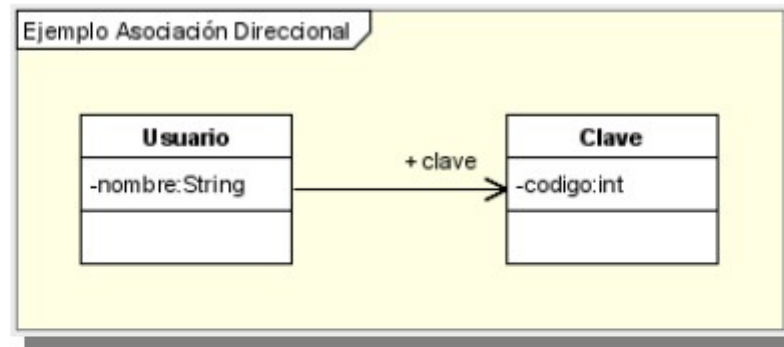 Ejemplo Asociación Direccional
Usuario
-nombre:String
+ clave
Clave
-codigo:int